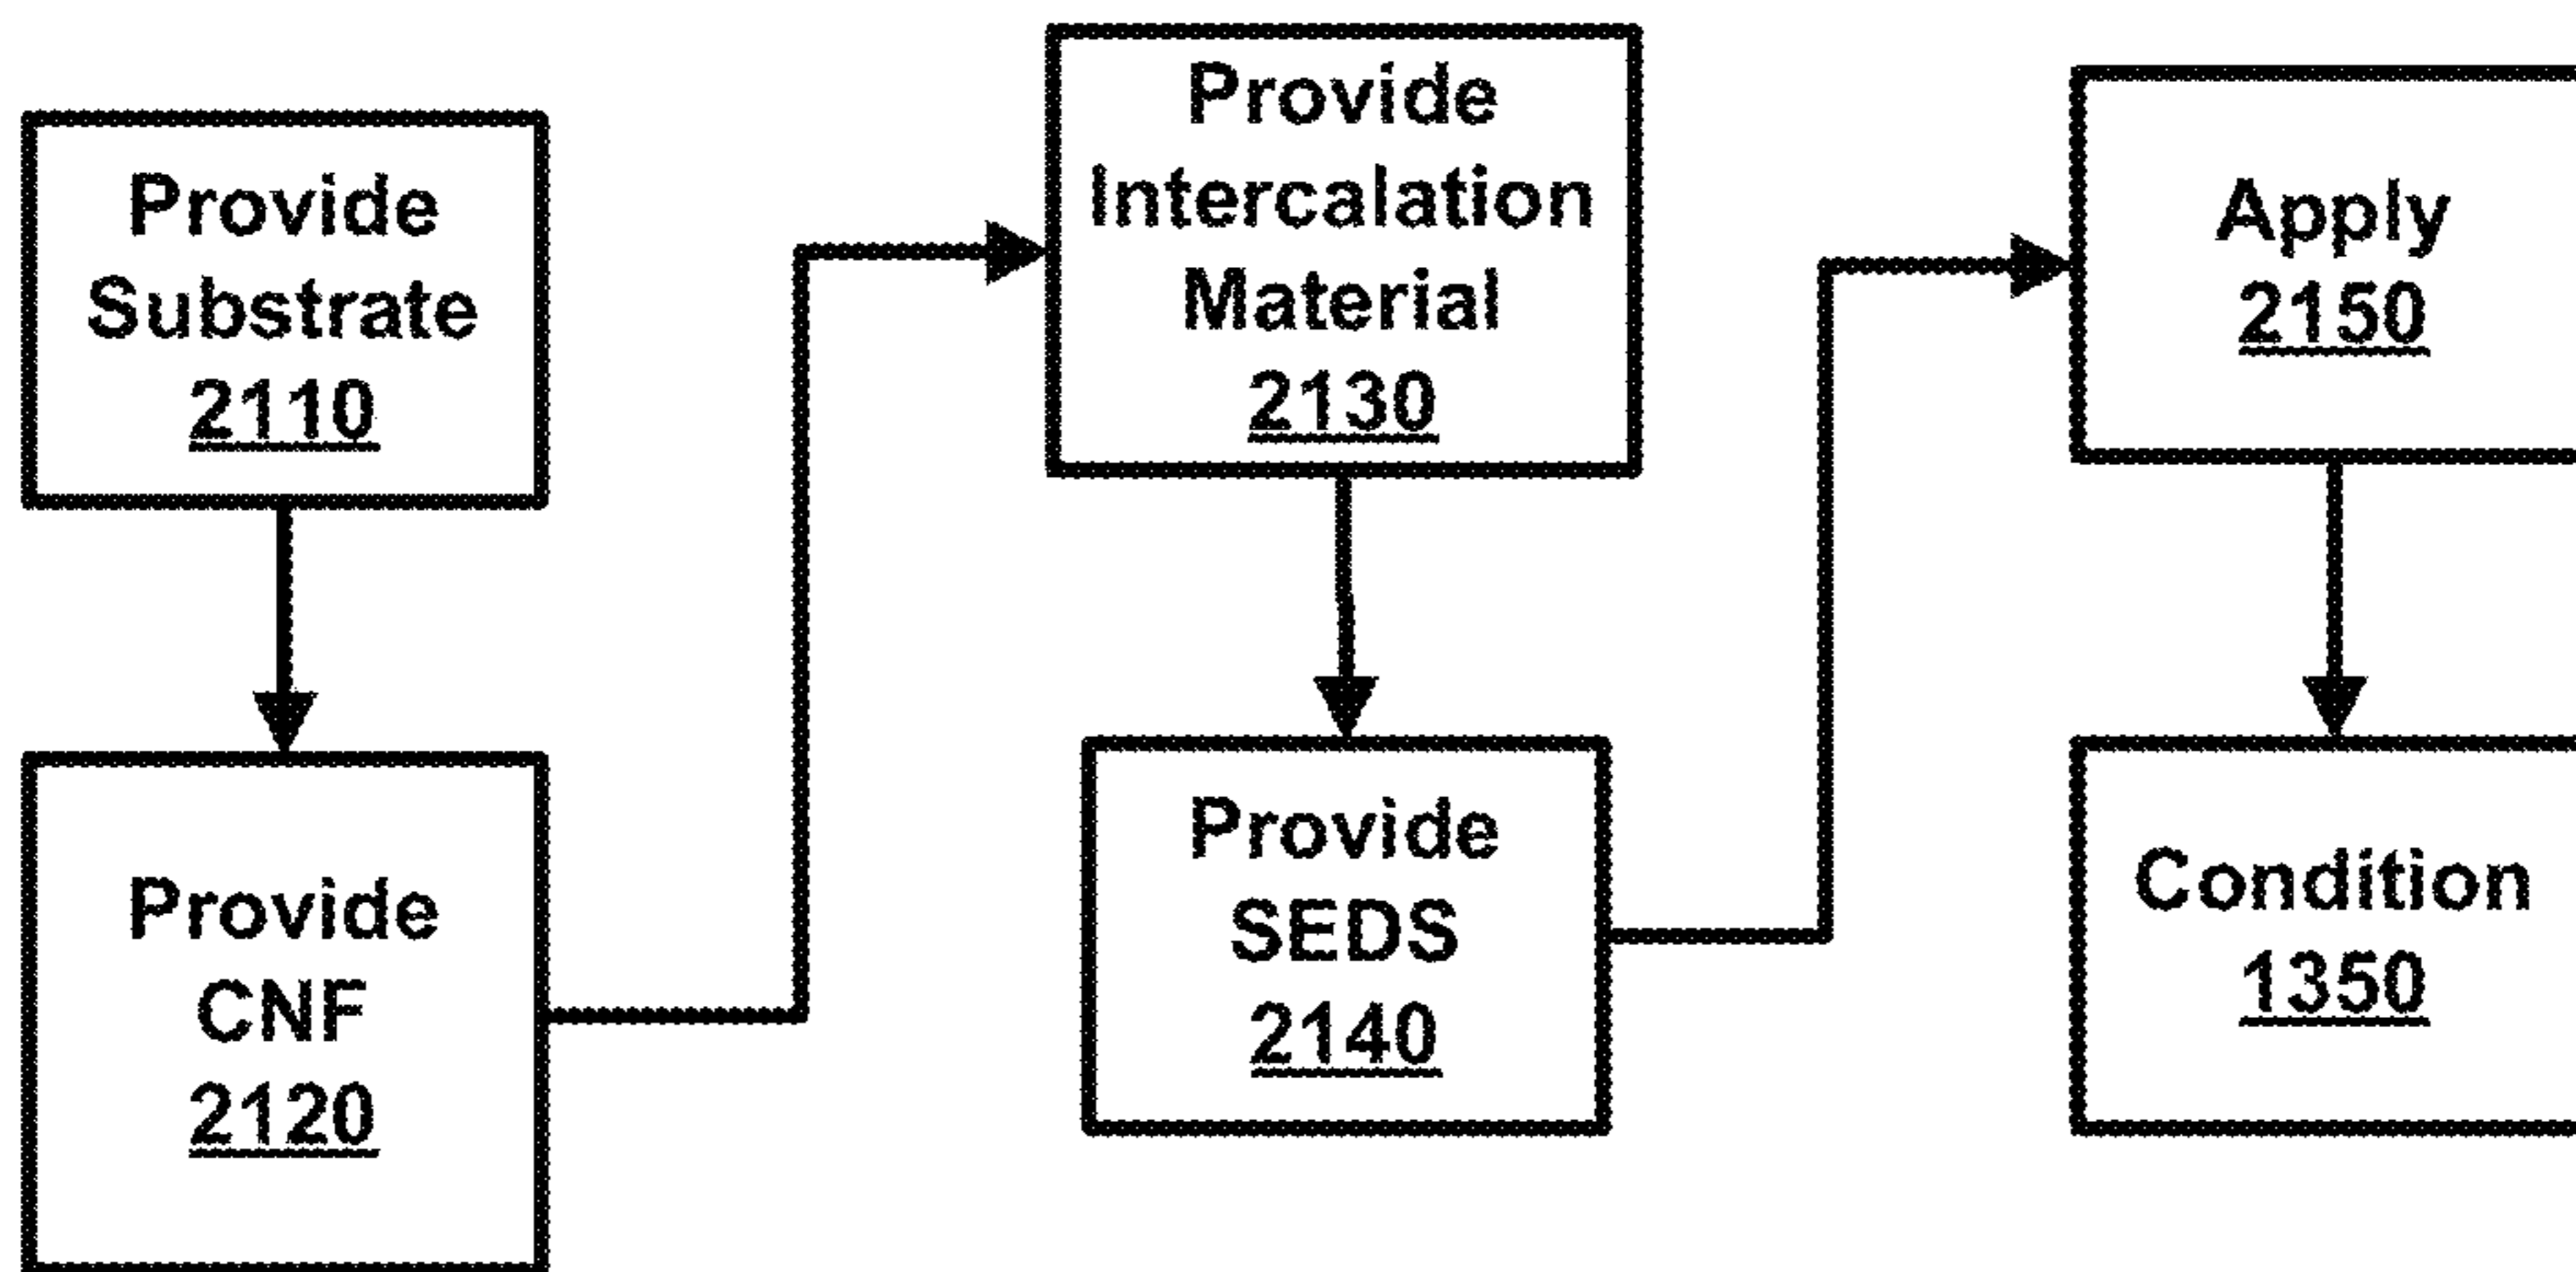 Provide
Substrate
2110
Provide
CNF
2120
Provide
Intercalation
Material
2130
Provide
SEDS
2140
Apply
2150
Condition
1350